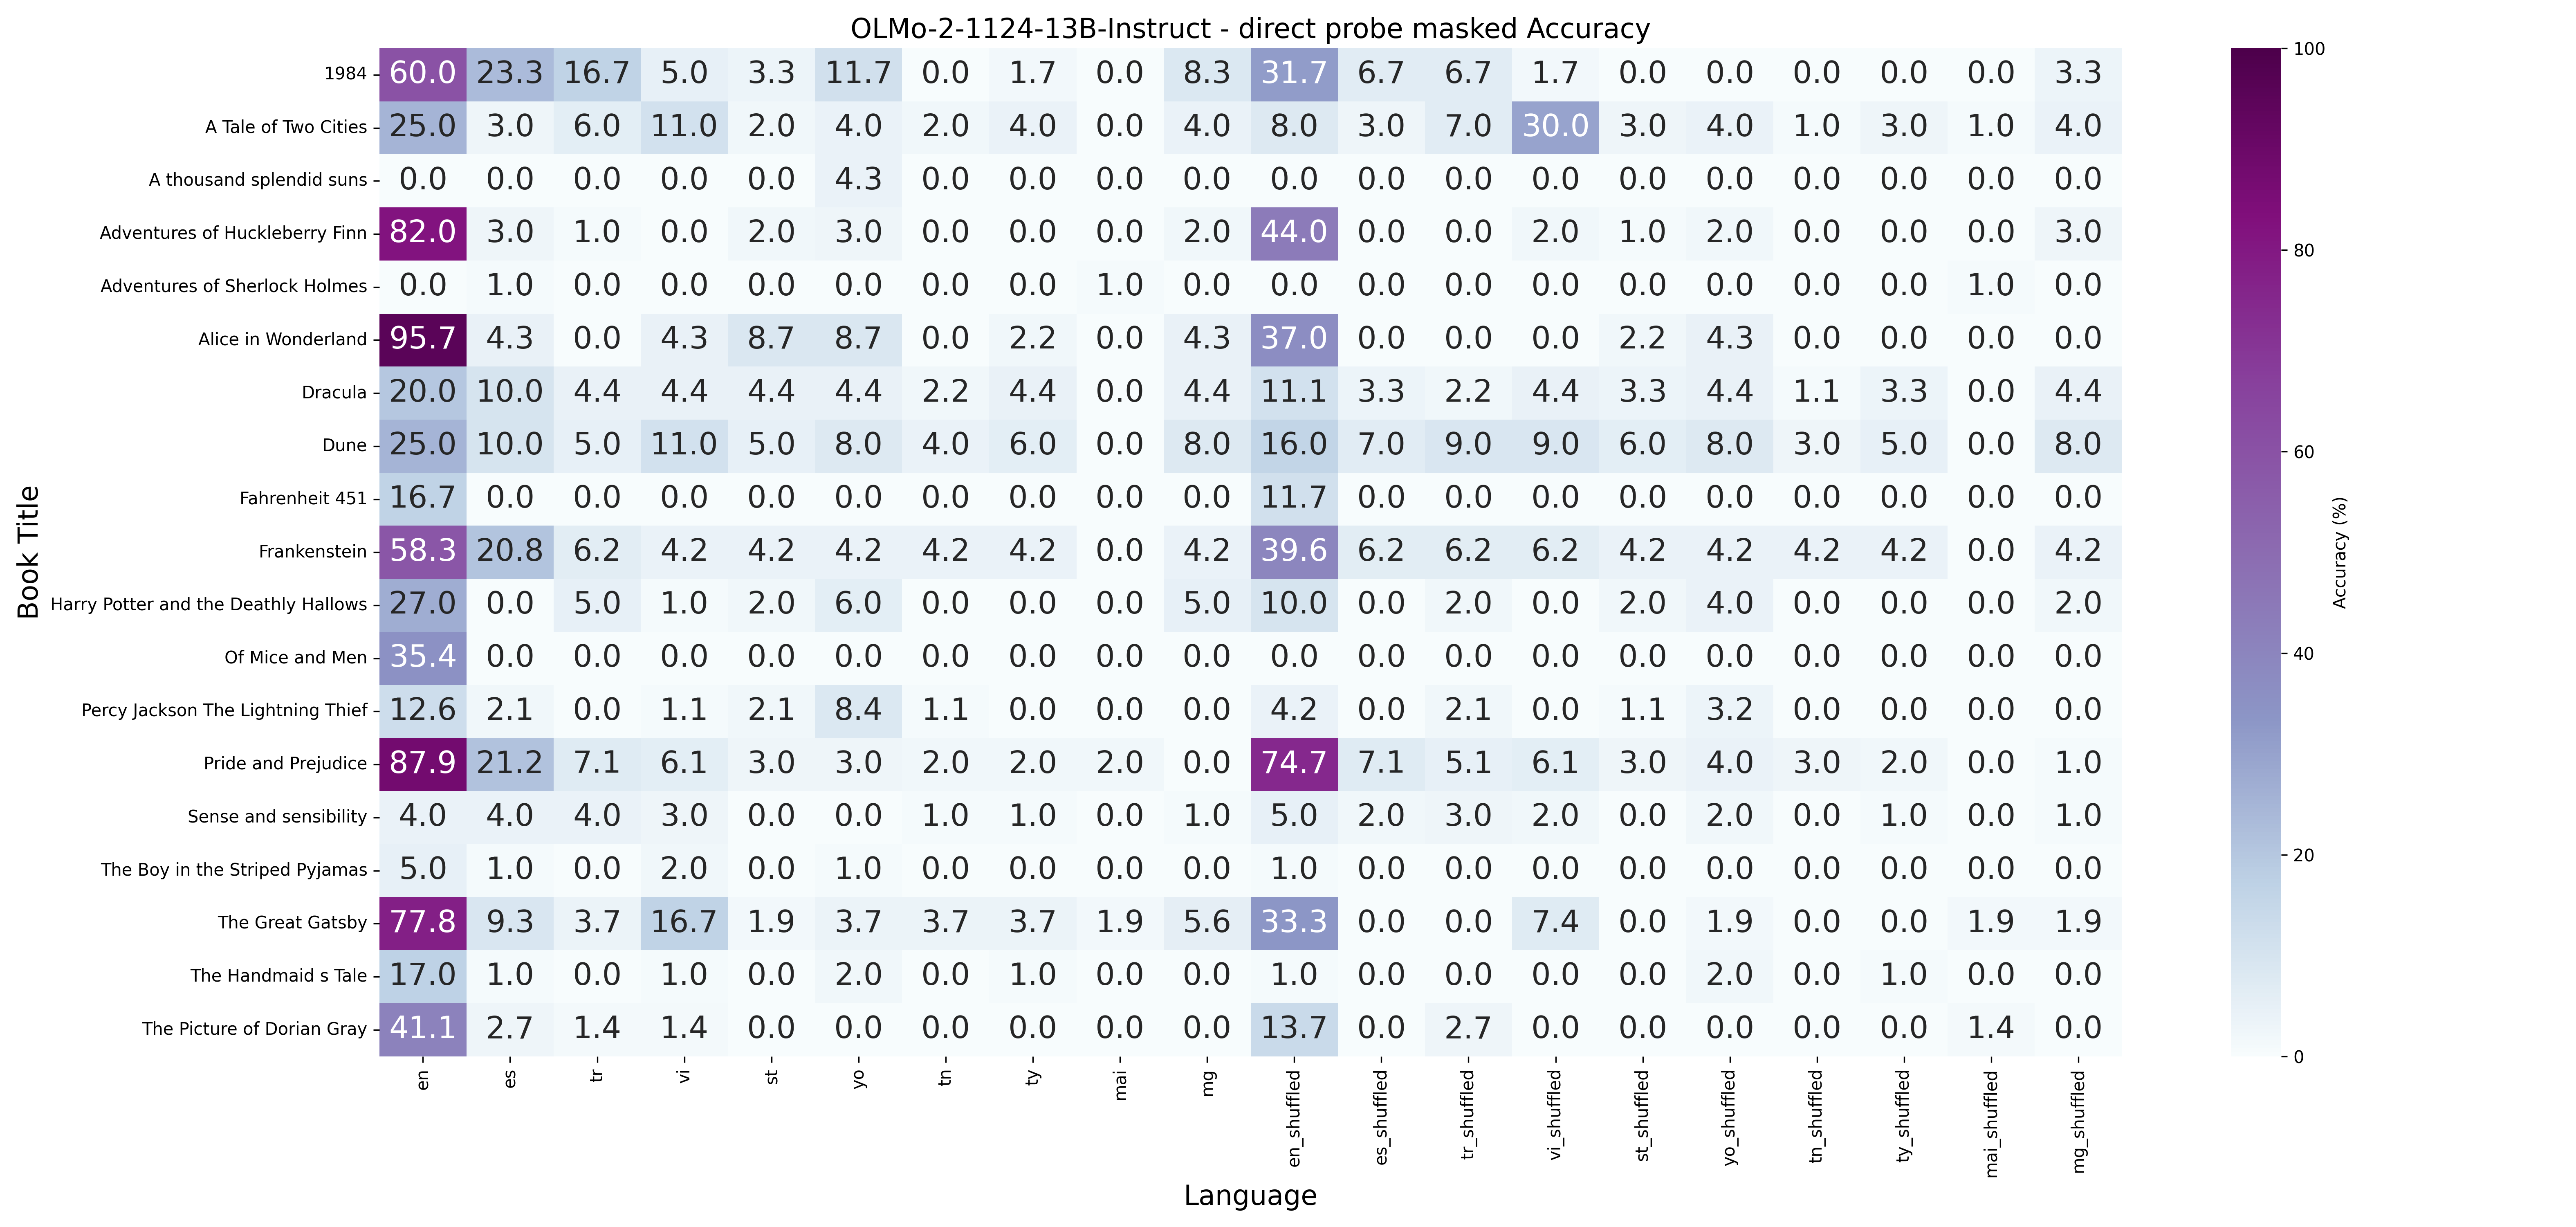 OLMo-2-1124-13B-Instruct - direct probe masked Accuracy
1984 60.0 23.3 16.7 5.0 3.3 11.7 0.0 1.7 0.0 8.3 31.7 6.7 6.7 1.7 0.0 0.0 0.0 0.0 0.0 3.3
A Tale of Two Cities 25.0 3.0 6.0 11.0 2.0 4.0 2.0 4.0 0.0 4.0 8.0 3.0 7.0 30.0 3.0 4.0 1.0 3.0 1.0 4.0
A thousand splendid suns 0.0 0.0 0.0 0.0 0.0 4.3 0.0 0.0 0.0 0.0 0.0 0.0 0.0 0.0 0.0 0.0 0.0 0.0 0.0 0.0
Adventures of Huckleberry Finn 82.0 3.0 1.0 0.0 2.0 3.0 0.0 0.0 0.0 2.0 44.0 0.0 0.0 2.0 1.0 2.0 0.0 0.0 0.0 3.0
Adventures of Sherlock Holmes 0.0 1.0 0.0 0.0 0.0 0.0 0.0 0.0 1.0 0.0 0.0 0.0 0.0 0.0 0.0 0.0 0.0 0.0 1.0 0.0
Alice in Wonderland 95.7 4.3 0.0 4.3 8.7 8.7 0.0 2.2 0.0 4.3 37.0 0.0 0.0 0.0 2.2 4.3 0.0 0.0 0.0 0.0
Dracula 20.0 10.0 4.4 4.4 4.4 4.4 2.2 4.4 0.0 4.4 11.1 3.3 2.2 4.4 3.3 4.4 1.1 3.3 0.0 4.4
Dune 25.0 10.0 5.0 11.0 5.0 8.0 4.0 6.0 0.0 8.0 16.0 7.0 9.0 9.0 6.0 8.0 3.0 5.0 0.0 8.0
Fahrenheit 451 16.7 0.0 0.0 0.0 0.0 0.0 0.0 0.0 0.0 0.0 11.7 0.0 0.0 0.0 0.0 0.0 0.0 0.0 0.0 0.0
Frankenstein 58.3 20.8 6.2 4.2 4.2 4.2 4.2 4.2 0.0 4.2 39.6 6.2 6.2 6.2 4.2 4.2 4.2 4.2 0.0 4.2
Harry Potter and the Deathly Hallows 27.0 0.0 5.0 1.0 2.0 6.0 0.0 0.0 0.0 5.0 10.0 0.0 2.0 0.0 2.0 4.0 0.0 0.0 0.0 2.0
Of Mice and Men 35.4 0.0 0.0 0.0 0.0 0.0 0.0 0.0 0.0 0.0 0.0 0.0 0.0 0.0 0.0 0.0 0.0 0.0 0.0 0.0
Percy Jackson The Lightning Thief 12.6 2.1 0.0 1.1 2.1 8.4 1.1 0.0 0.0 0.0 4.2 0.0 2.1 0.0 1.1 3.2 0.0 0.0 0.0 0.0
Pride and Prejudice 87.9 21.2 7.1 6.1 3.0 3.0 2.0 2.0 2.0 0.0 74.7 7.1 5.1 6.1 3.0 4.0 3.0 2.0 0.0 1.0
Sense and sensibility 4.0 4.0 4.0 3.0 0.0 0.0 1.0 1.0 0.0 1.0 5.0 2.0 3.0 2.0 0.0 2.0 0.0 1.0 0.0 1.0
The Boy in the Striped Pyjamas 5.0 1.0 0.0 2.0 0.0 1.0 0.0 0.0 0.0 0.0 1.0 0.0 0.0 0.0 0.0 0.0 0.0 0.0 0.0 0.0
The Great Gatsby 77.8 9.3 3.7 16.7 1.9 3.7 3.7 3.7 1.9 5.6 33.3 0.0 0.0 7.4 0.0 1.9 0.0 0.0 1.9 1.9
The Handmaid s Tale 17.0 1.0 0.0 1.0 0.0 2.0 0.0 1.0 0.0 0.0 1.0 0.0 0.0 0.0 0.0 2.0 0.0 1.0 0.0 0.0
The Picture of Dorian Gray 41.1 2.7 1.4 1.4 0.0 0.0 0.0 0.0 0.0 0.0 13.7 0.0 2.7 0.0 0.0 0.0 0.0 0.0 1.4 0.0
en es tr vi st yo tn ty mai mg en_shuffled es_shuffled tr_shuffled vi_shuffled st_shuffled yo_shuffled tn_shuffled ty_shuffled mai_shuffled mg_shuffled
Language
Book Title
100
80
60
40
20
0
Accuracy (%)